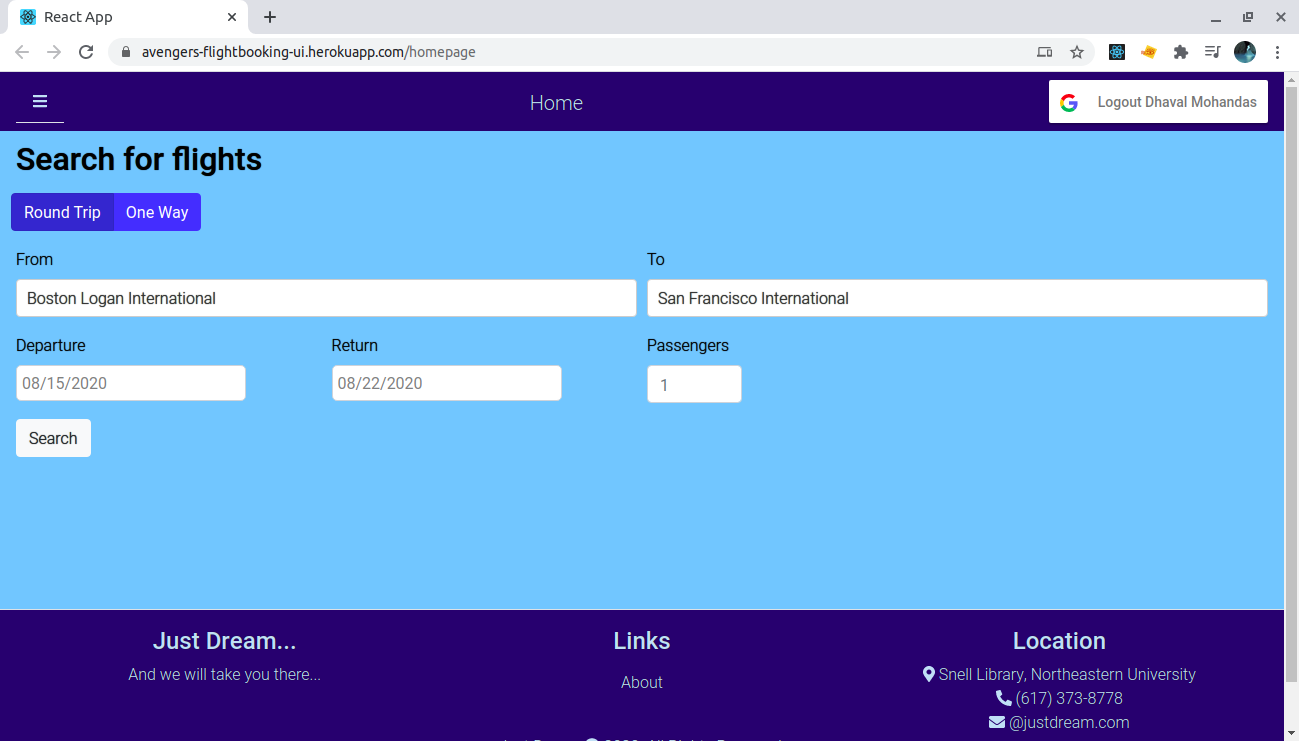 React App
avengers-flightbooking-ui.herokuapp.com/homepage
Home
Logout Dhaval Mohandas
Search for flights
Round Trip One Way
From To
Boston Logan International San Francisco International
Departure Return Passengers
08/15/2020 08/22/2020 1
Search
Just Dream... Links Location
And we will take you there... About Snell Library, Northeastern University
(617) 373-8778
@justdream.com